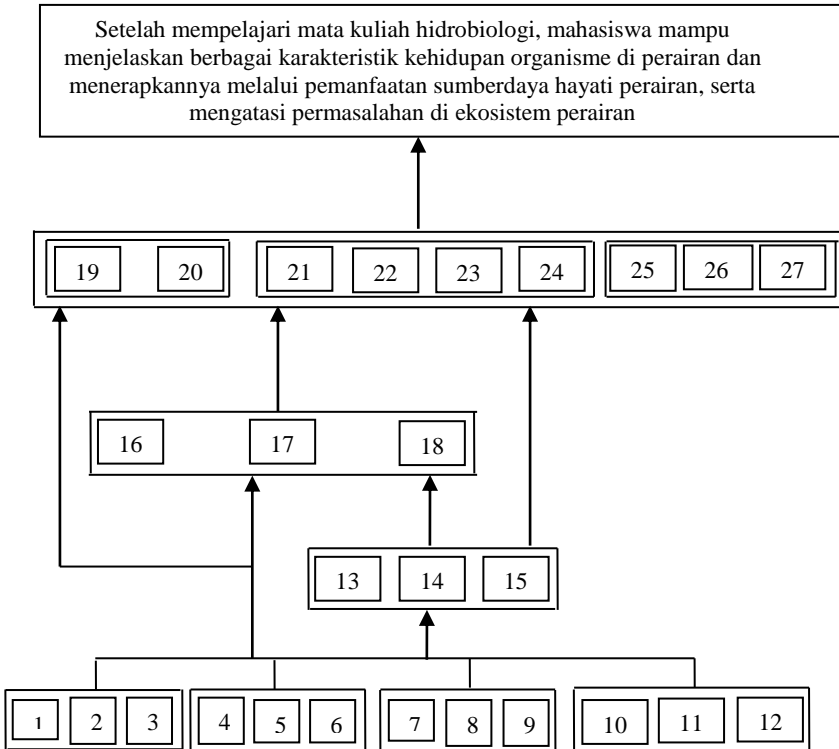 Setelah mempelajari mata kuliah hidrobiologi, mahasiswa mampu
menjelaskan berbagai karakteristik kehidupan organisme di perairan dan
menerapkannya melalui pemanfaatan sumberdaya hayati perairan, serta
mengatasi permasalahan di ekosistem perairan
19 20 21 22 23 24 25 26 27
16 17 18
13 14 15
1 2 3 4 5 6 7 8 9 10 11 12